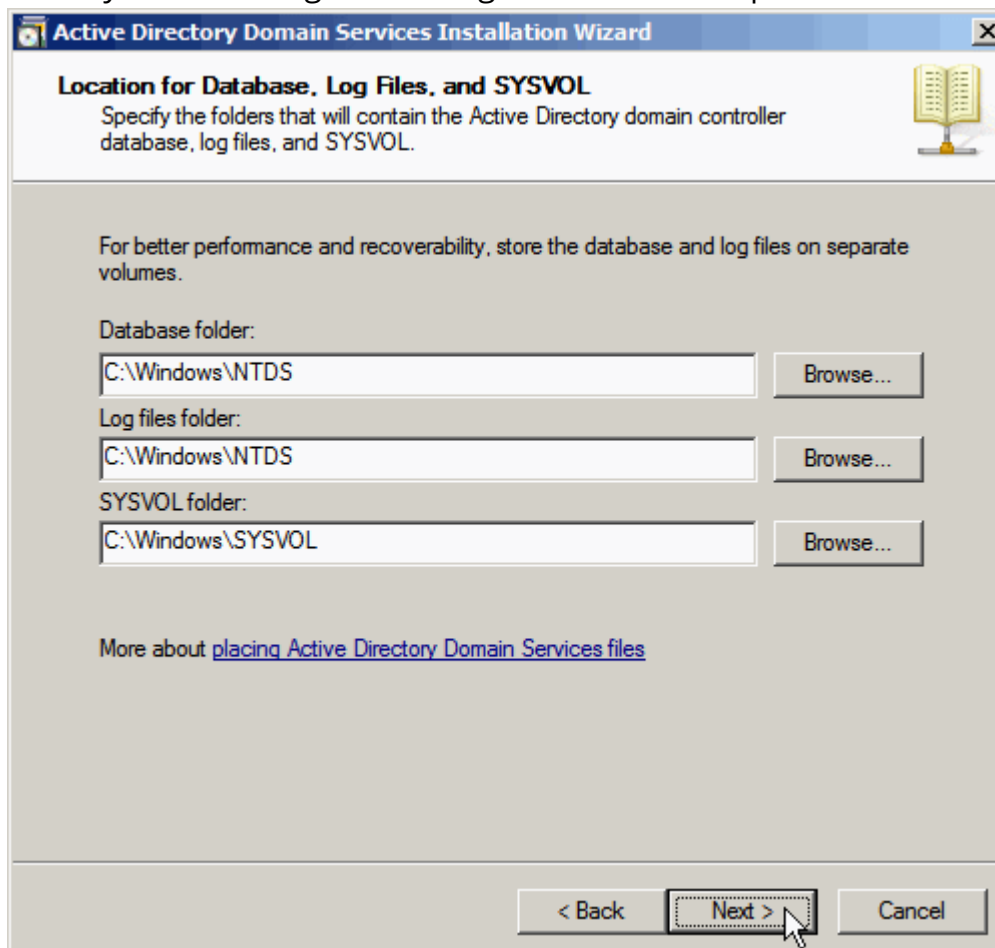 Active Directory Domain Services Installation Wizard
Location for Database, Log Files, and SYSVOL
Specify the folders that will contain the Active Directory domain controller
database, log files, and SYSVOL.
For better performance and recoverability, store the database and log files on separate
volumes.
Database folder:
C:\Windows\NTDS
Browse...
Log files folder:
C:\Windows\NTDS
Browse...
SYSVOL folder:
C:\Windows\SYSVOL
Browse...
More about placing Active Directory Domain Services files
< Back Next > Cancel